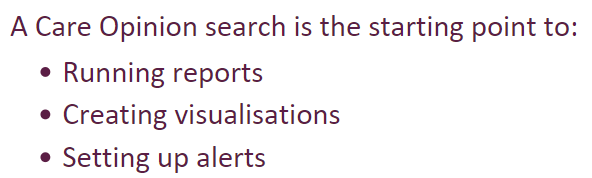 A Care Opinion search is the starting point to:
• Running reports
• Creating visualisations
• Setting up alerts